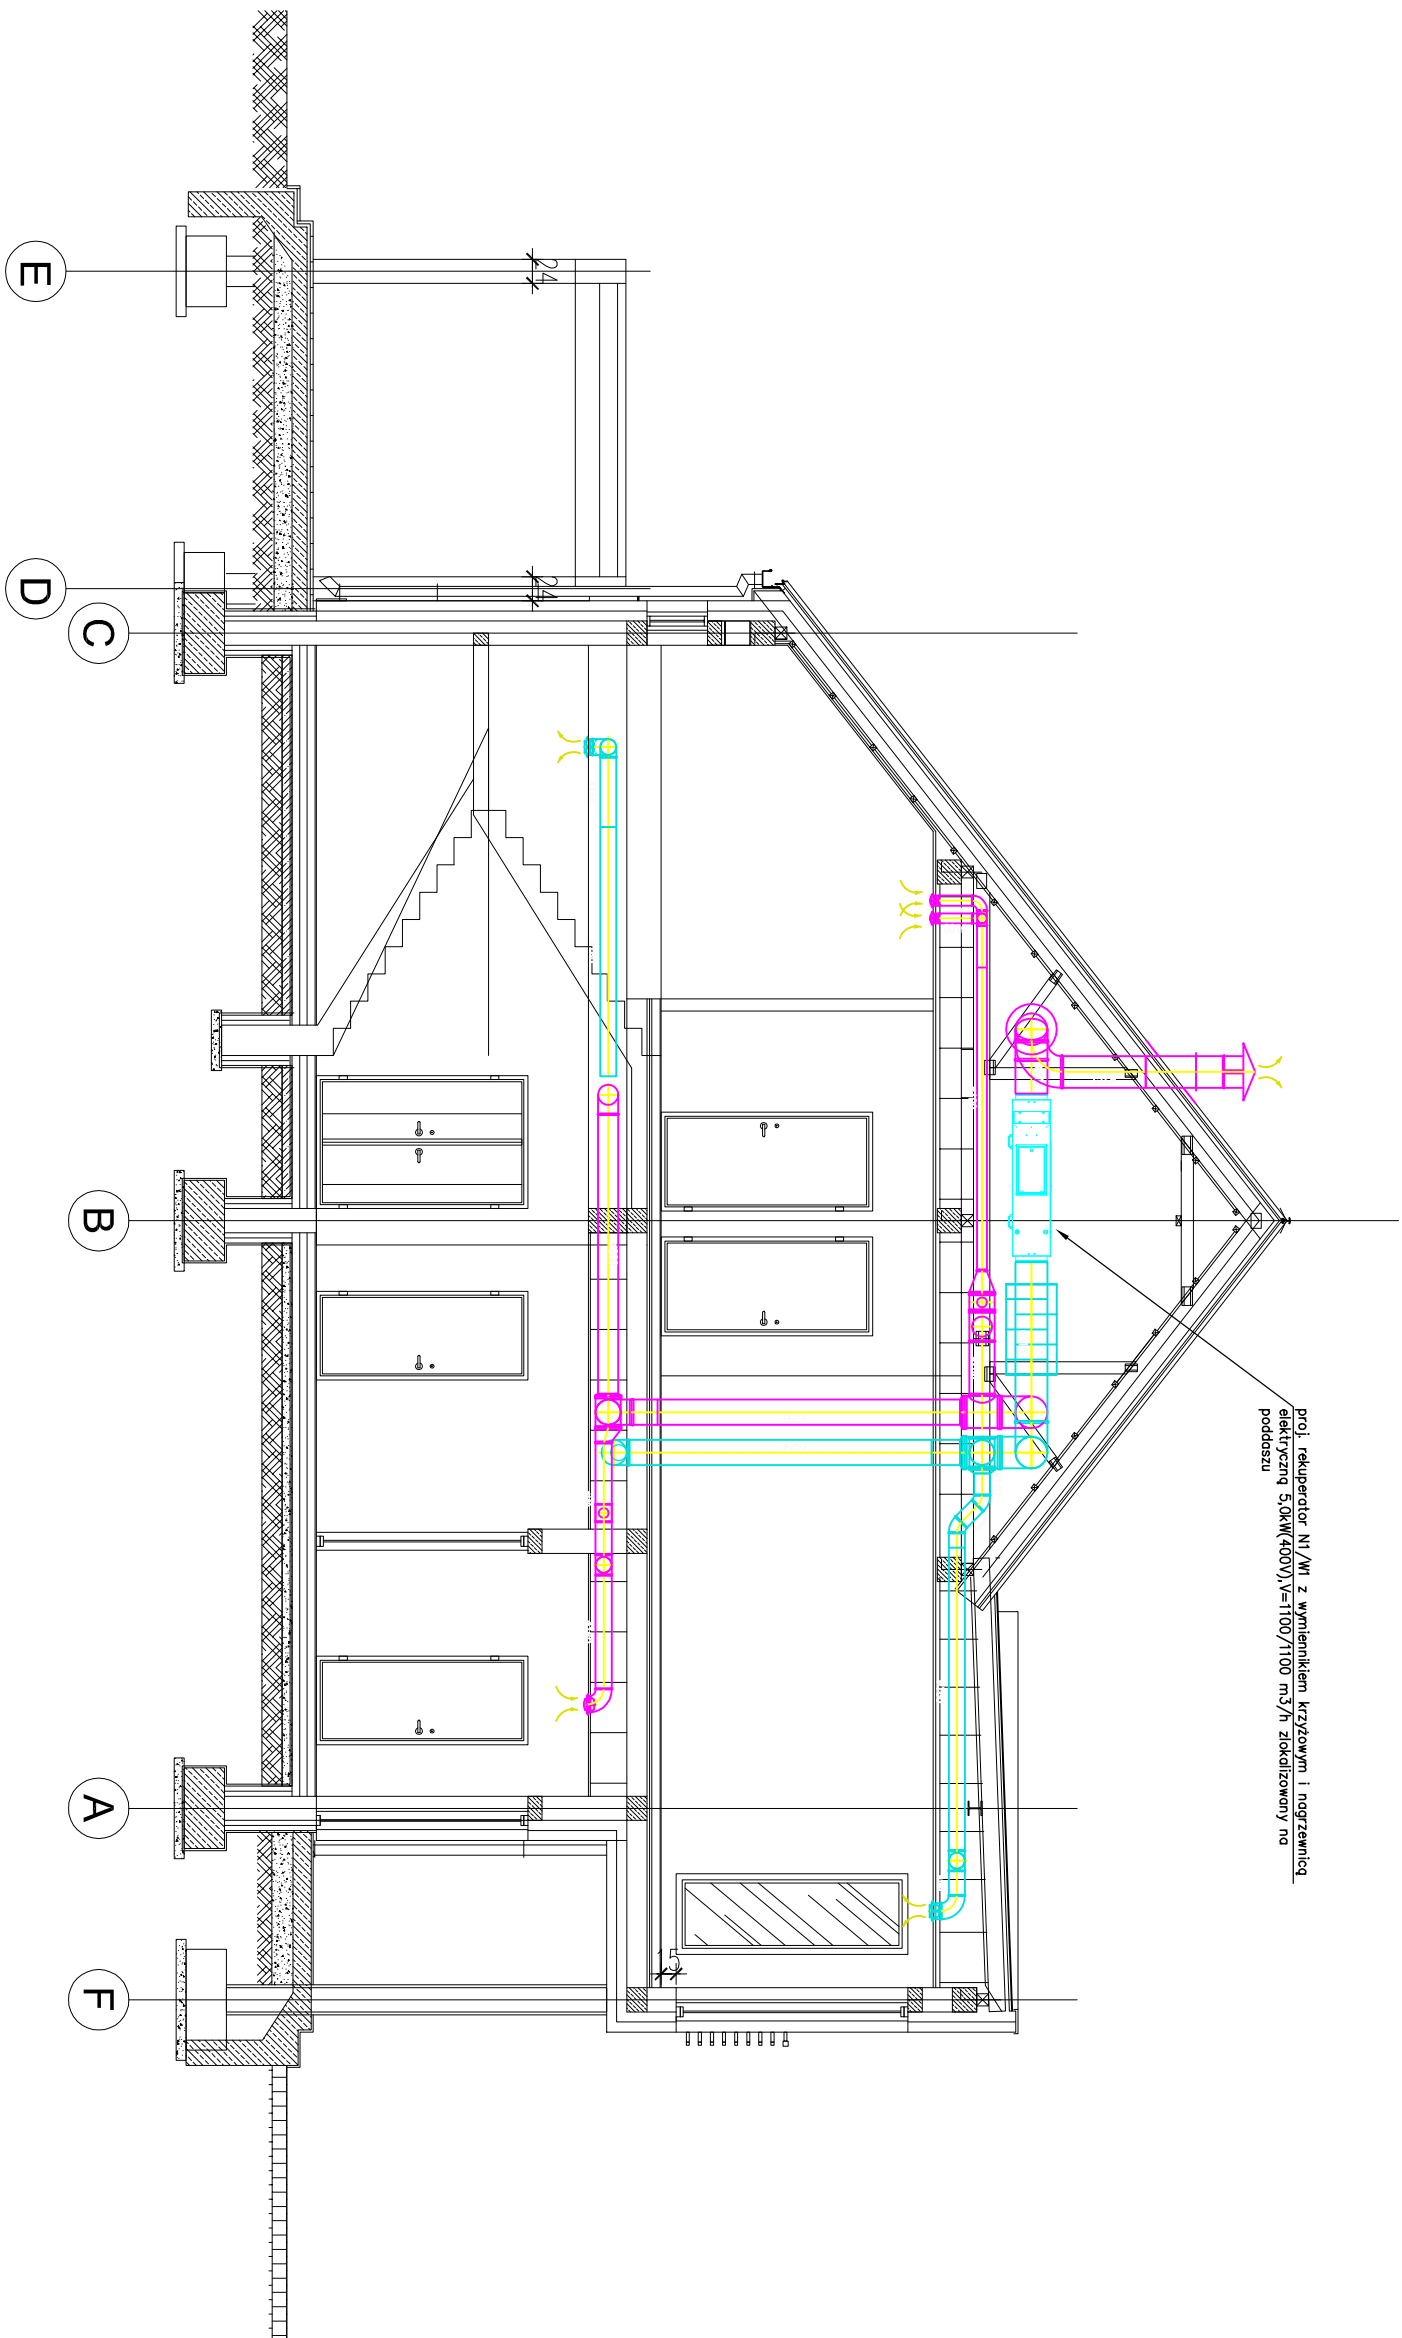 proj. rekuperator N1/W1 z wymiennikiem krzyżowym i nagrzewnicą
elektryczną 5,0kW(400V),V=1100/1100 m3/h zlokalizowany na
poddaszu
24
24
15
E
D
C
B
A
F